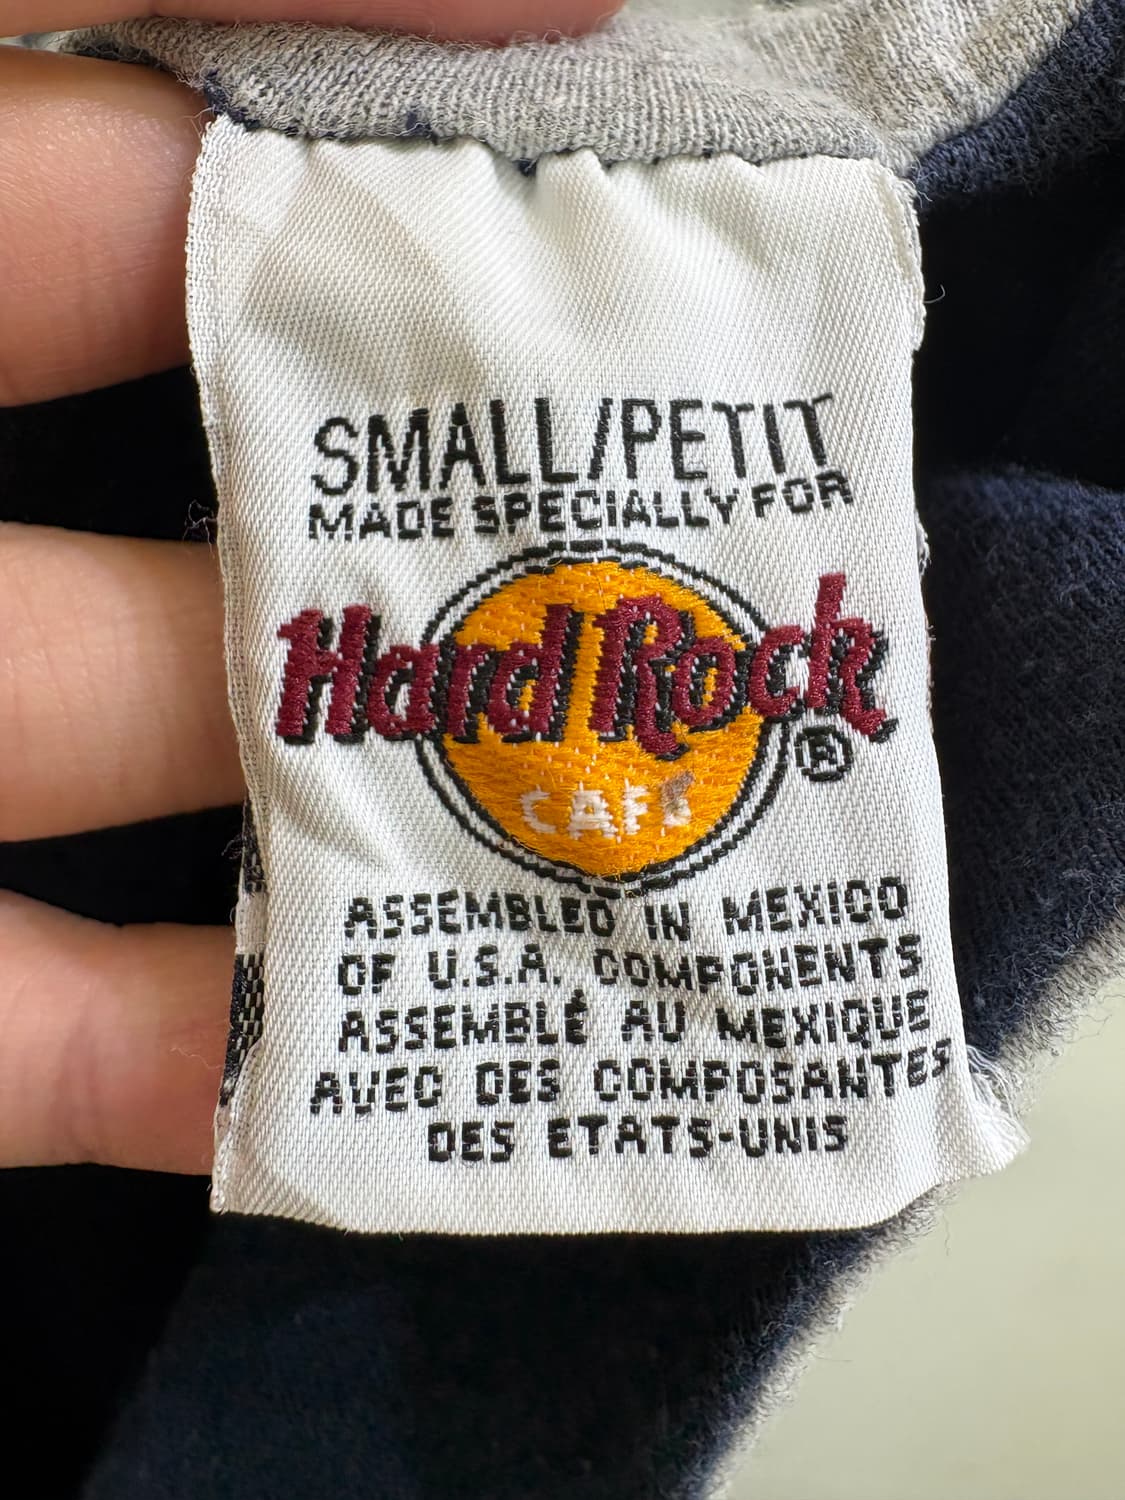 SMALL/PETIT
MADE SPECIALLY FOR
Hard Rock
CAFE
®
ASSEMBLED IN MEXICO
OF U.S.A. COMPONENTS
ASSEMBLÉ AU MEXIQUE
AVEC DES COMPOSANTES
DES ETATS-UNIS